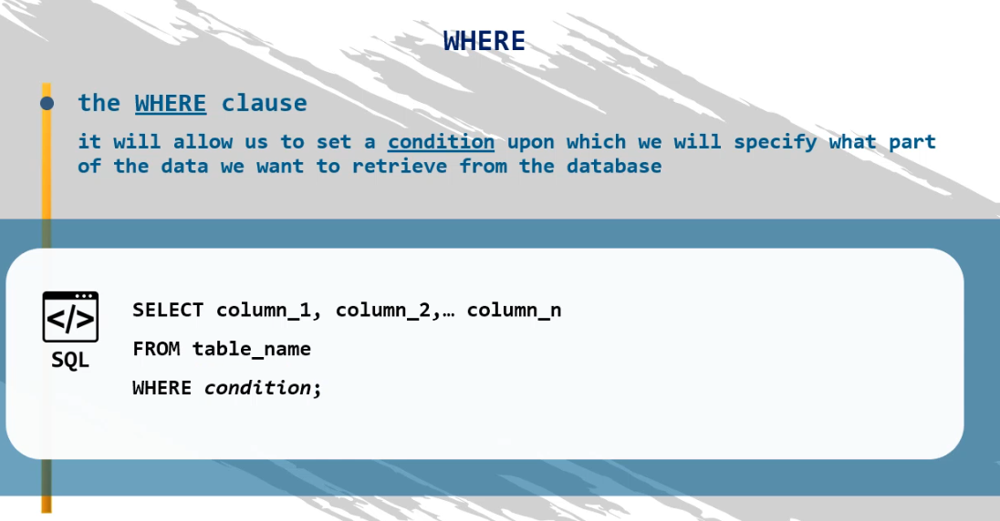 WHERE
the WHERE clause
it will allow us to set a condition upon which we will specify what part
of the data we want to retrieve from the database
SELECT column_1, column_2,… column_n
FROM table_name
WHERE condition;
</>
SQL